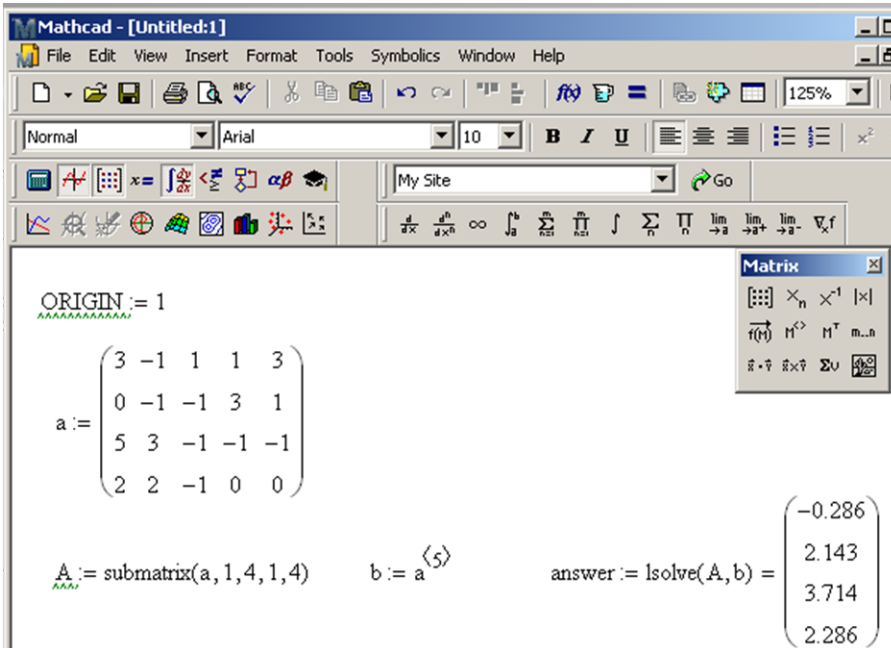 Mathcad - [Untitled:1]
File Edit View Insert Format Tools Symbolics Window Help
125%
Normal Arial 10 B I U
My Site Go
Matrix
ORIGIN := 1
a := 
3 -1 1 1 3
0 -1 -1 3 1
5 3 -1 -1 -1
2 2 -1 0 0
A := submatrix(a, 1, 4, 1, 4) b := a⟨5⟩ answer := lsolve(A, b) =
-0.286
2.143
3.714
2.286